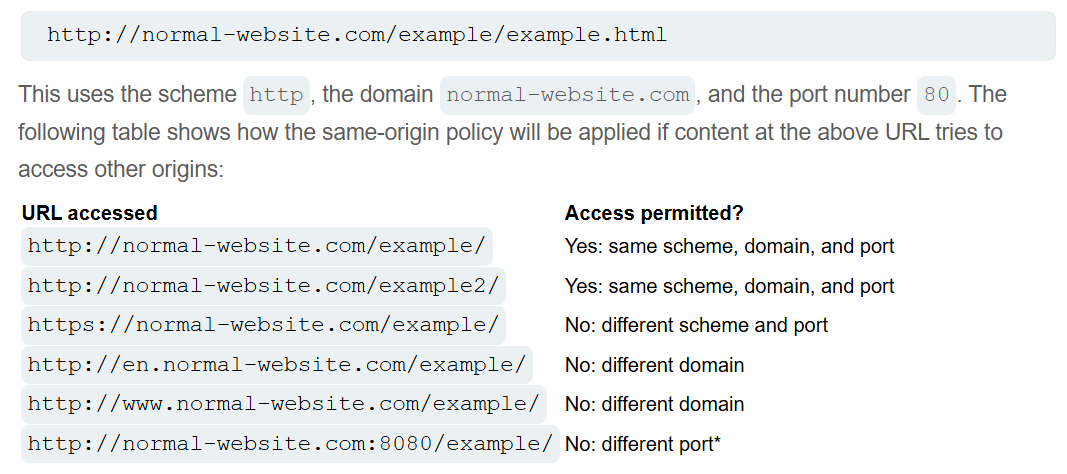 http://normal-website.com/example/example.html
This uses the scheme http, the domain normal-website.com, and the port number 80. The
following table shows how the same-origin policy will be applied if content at the above URL tries to
access other origins:
URL accessed Access permitted?
http://normal-website.com/example/ Yes: same scheme, domain, and port
http://normal-website.com/example2/ Yes: same scheme, domain, and port
https://normal-website.com/example/ No: different scheme and port
http://en.normal-website.com/example/ No: different domain
http://www.normal-website.com/example/ No: different domain
http://normal-website.com:8080/example/ No: different port*